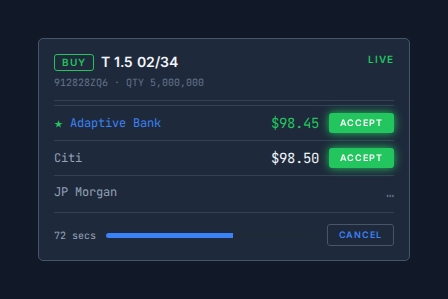 BUY T 1.5 02/34 LIVE
912828ZQ6 · QTY 5,000,000
★ Adaptive Bank $98.45 ACCEPT
Citi $98.50 ACCEPT
JP Morgan …
72 secs CANCEL